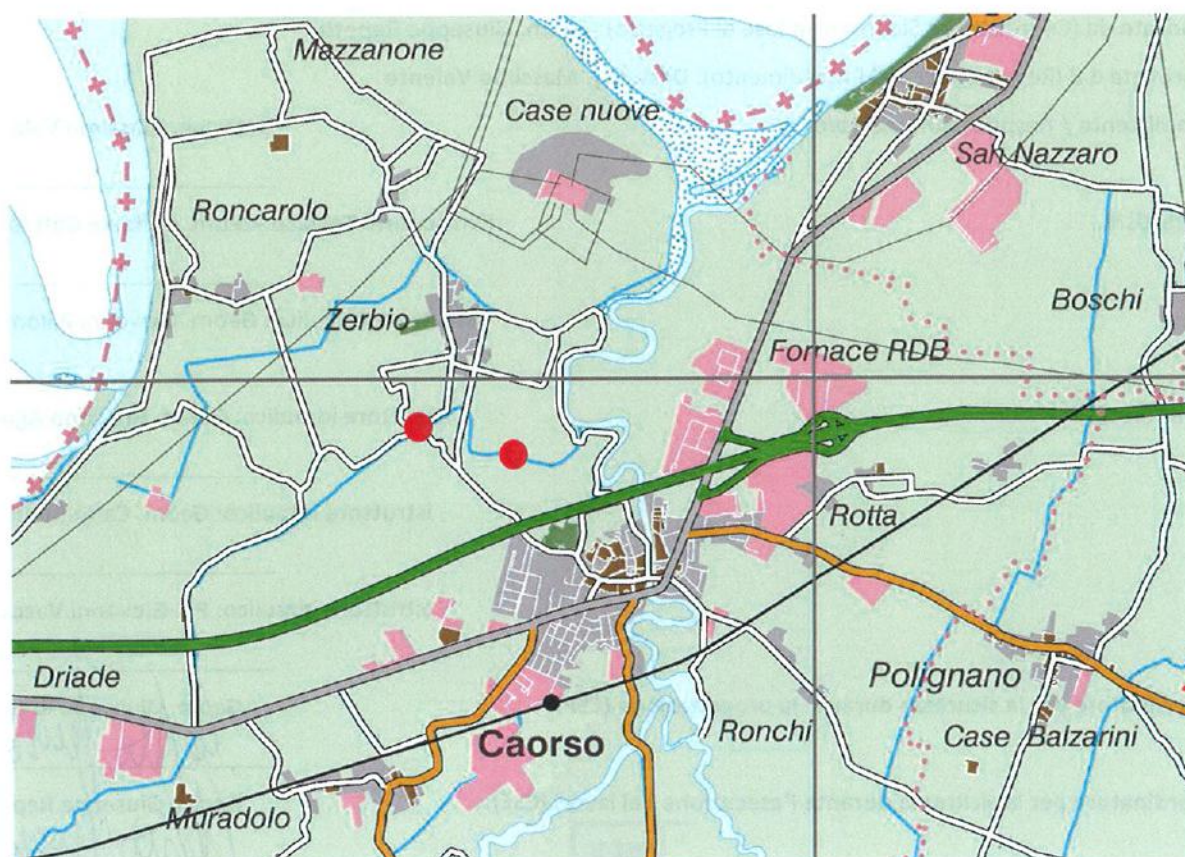 Mazzanone
Case nuove
San Nazzaro
Roncarolo
Boschi
Zerbio
Fornace RDB
Rotta
Driade
Polignano
Ronchi
Caorso
Case Balzarini
Muradolo